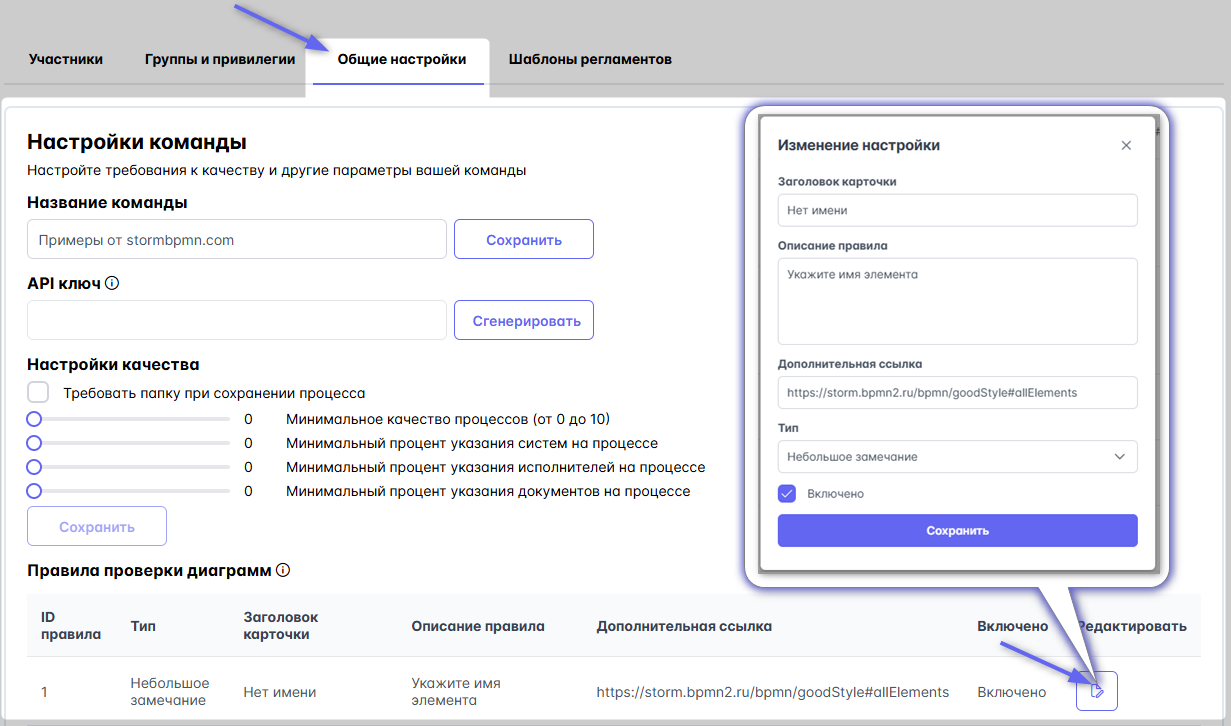 Участники Группы и привилегии Общие настройки Шаблоны регламентов
Настройки команды
Настройте требования к качеству и другие параметры вашей команды
Название команды
Примеры от stormbpmn.com Сохранить
API ключ
Сгенерировать
Настройки качества
Требовать папку при сохранении процесса
0 Минимальное качество процессов (от 0 до 10)
0 Минимальный процент указания систем на процессе
0 Минимальный процент указания исполнителей на процессе
0 Минимальный процент указания документов на процессе
Сохранить
Изменение настройки
Заголовок карточки
Нет имени
Описание правила
Укажите имя элемента
Дополнительная ссылка
https://storm.bpmn2.ru/bpmn/goodStyle#allElements
Тип
Небольшое замечание
Включено
Сохранить
Правила проверки диаграмм
ID
правила
Тип
Заголовок
карточки
Описание правила
Дополнительная ссылка
Включено
Редактировать
1
Небольшое
замечание
Нет имени
Укажите имя
элемента
https://storm.bpmn2.ru/bpmn/goodStyle#allElements
Включено